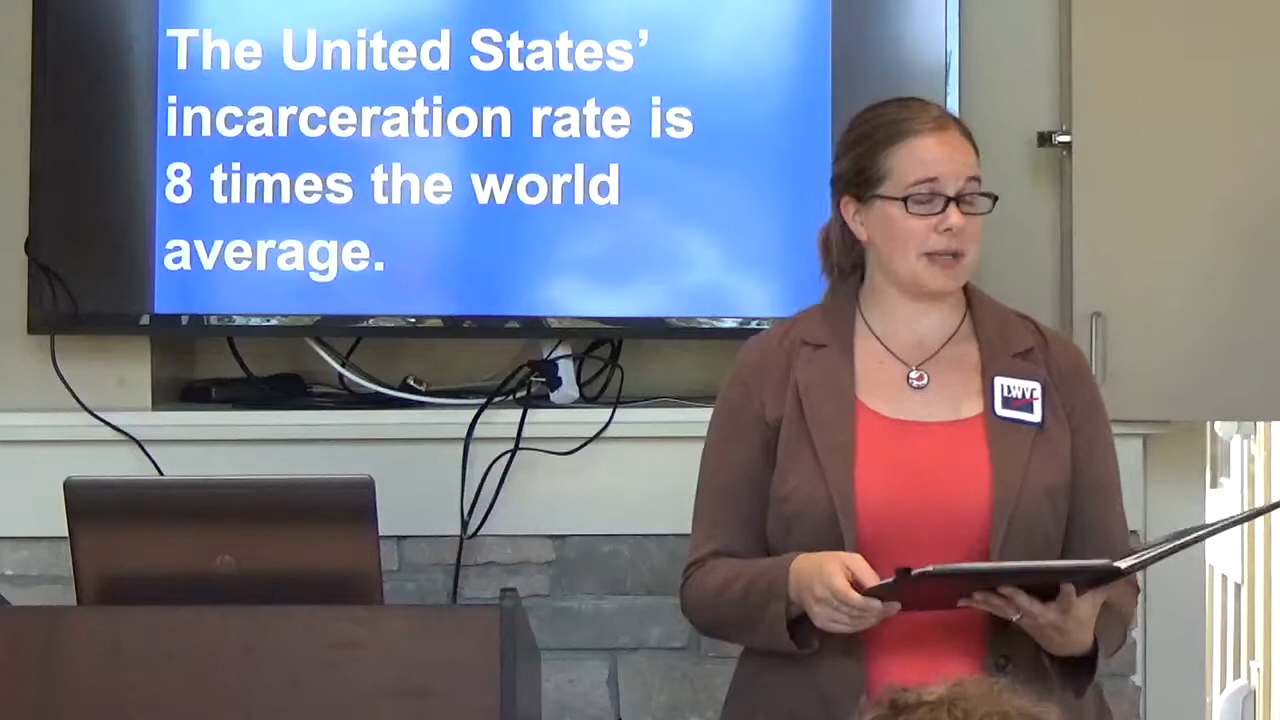 The United States’
incarceration rate is
8 times the world
average.
LWV